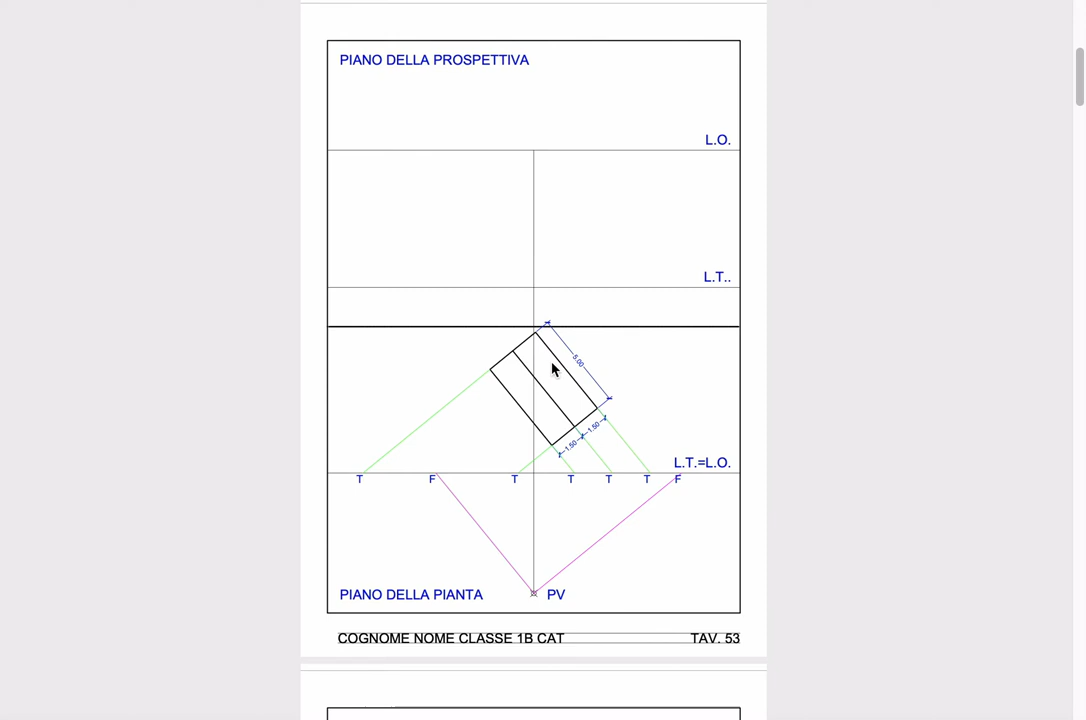 PIANO DELLA PROSPETTIVA
L.O.
L.T..
5.00
1.50
1.50
L.T.=L.O.
T F T T T T F
PIANO DELLA PIANTA PV
COGNOME NOME CLASSE 1B CAT TAV. 53